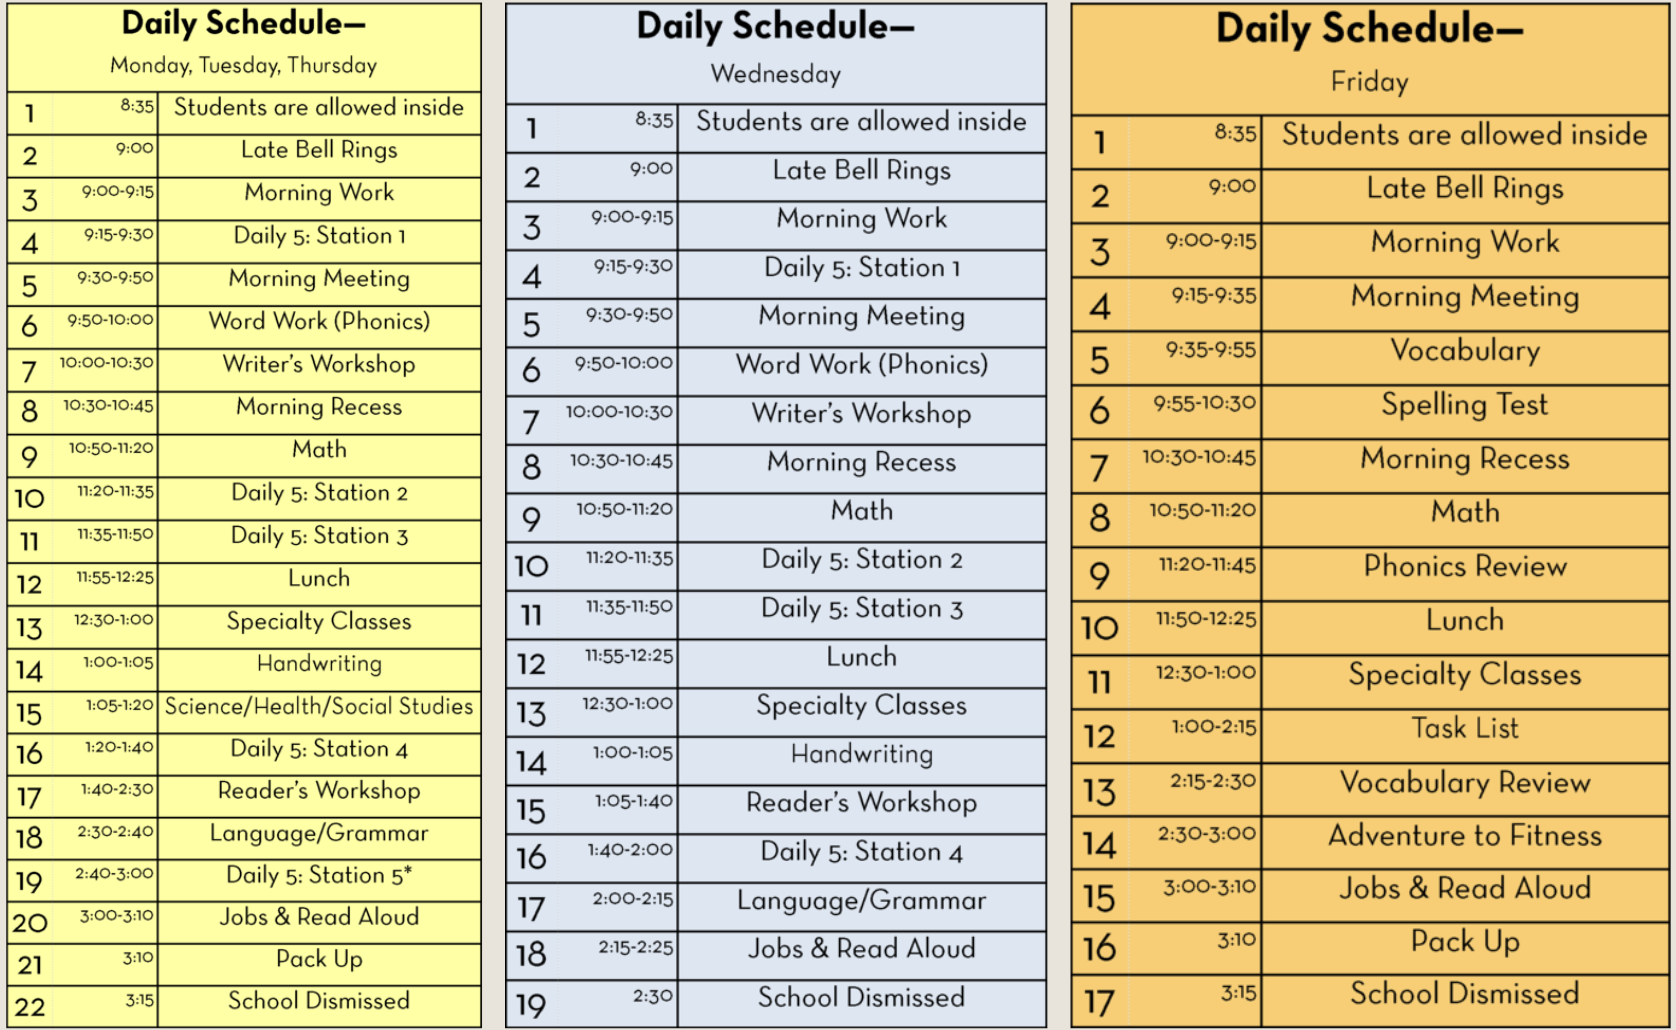 Daily Schedule—
Monday, Tuesday, Thursday
1 8:35 Students are allowed inside
2 9:00 Late Bell Rings
3 9:00-9:15 Morning Work
4 9:15-9:30 Daily 5: Station 1
5 9:30-9:50 Morning Meeting
6 9:50-10:00 Word Work (Phonics)
7 10:00-10:30 Writer's Workshop
8 10:30-10:45 Morning Recess
9 10:50-11:20 Math
10 11:20-11:35 Daily 5: Station 2
11 11:35-11:50 Daily 5: Station 3
12 11:55-12:25 Lunch
13 12:30-1:00 Specialty Classes
14 1:00-1:05 Handwriting
15 1:05-1:20 Science/Health/Social Studies
16 1:20-1:40 Daily 5: Station 4
17 1:40-2:30 Reader's Workshop
18 2:30-2:40 Language/Grammar
19 2:40-3:00 Daily 5: Station 5*
20 3:00-3:10 Jobs & Read Aloud
21 3:10 Pack Up
22 3:15 School Dismissed
Daily Schedule—
Wednesday
1 8:35 Students are allowed inside
2 9:00 Late Bell Rings
3 9:00-9:15 Morning Work
4 9:15-9:30 Daily 5: Station 1
5 9:30-9:50 Morning Meeting
6 9:50-10:00 Word Work (Phonics)
7 10:00-10:30 Writer's Workshop
8 10:30-10:45 Morning Recess
9 10:50-11:20 Math
10 11:20-11:35 Daily 5: Station 2
11 11:35-11:50 Daily 5: Station 3
12 11:55-12:25 Lunch
13 12:30-1:00 Specialty Classes
14 1:00-1:05 Handwriting
15 1:05-1:40 Reader's Workshop
16 1:40-2:00 Daily 5: Station 4
17 2:00-2:15 Language/Grammar
18 2:15-2:25 Jobs & Read Aloud
19 2:30 School Dismissed
Daily Schedule—
Friday
1 8:35 Students are allowed inside
2 9:00 Late Bell Rings
3 9:00-9:15 Morning Work
4 9:15-9:35 Morning Meeting
5 9:35-9:55 Vocabulary
6 9:55-10:30 Spelling Test
7 10:30-10:45 Morning Recess
8 10:50-11:20 Math
9 11:20-11:45 Phonics Review
10 11:50-12:25 Lunch
11 12:30-1:00 Specialty Classes
12 1:00-2:15 Task List
13 2:15-2:30 Vocabulary Review
14 2:30-3:00 Adventure to Fitness
15 3:00-3:10 Jobs & Read Aloud
16 3:10 Pack Up
17 3:15 School Dismissed